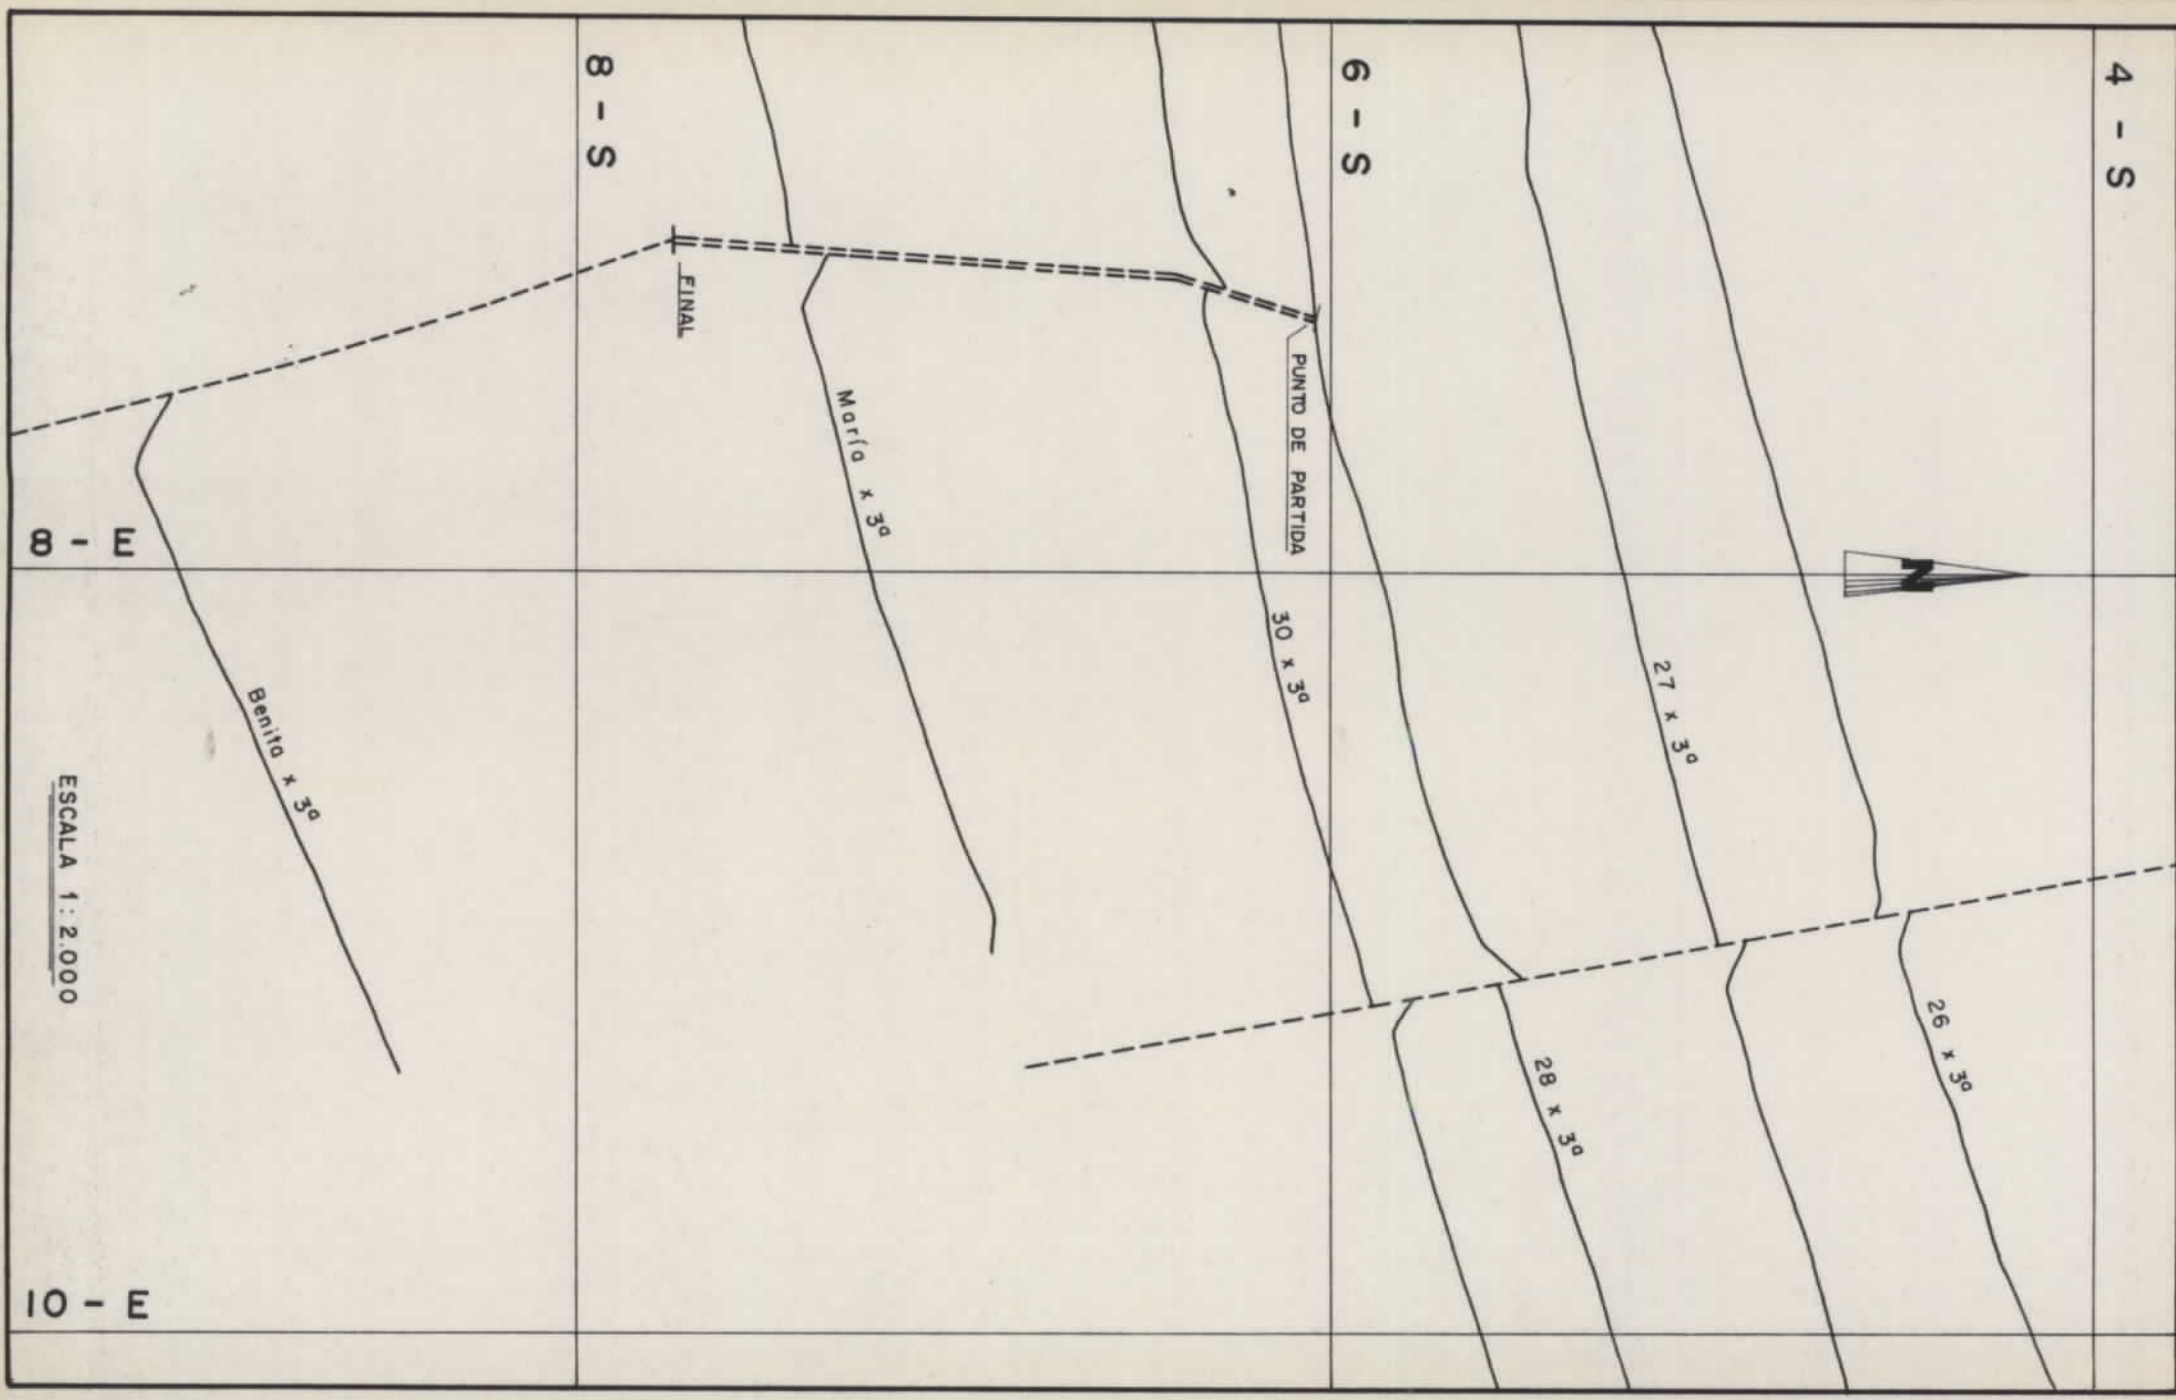 8 - S
6 - S
4 - S
FINAL
PUNTO DE PARTIDA
María x 3ª
N
8 - E
30 x 3ª
27 x 3ª
Benita x 3ª
ESCALA 1:2.000
26 x 3ª
28 x 3ª
10 - E